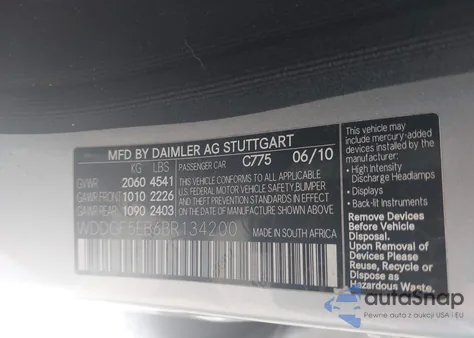 MFD BY DAIMLER AG STUTTGART
KG LBS PASSENGER CAR C775 06/10
GVWR 2060 4541 THIS VEHICLE CONFORMS TO ALL APPLICABLE
GAWR FRONT 1010 2226 U.S. FEDERAL MOTOR VEHICLE SAFETY, BUMPER
GAWR REAR 1090 2403 AND THEFT PREVENTION STANDARDS IN EFFECT
ON THE DATE OF MANUFACTURE SHOWN ABOVE.
WDDGF5EB6BR134200 MADE IN SOUTH AFRICA
This vehicle may
include mercury-added
devices installed by the
manufacturer:
• High Intensity
Discharge Headlamps
• Displays
• Back-lit Instruments
Remove Devices
Before Vehicle
Disposal.
Upon Removal of
Devices Please
Reuse, Recycle
or Dispose as
Hazardous Waste.
autoSnap
Pewne auto z aukcji USA i EU